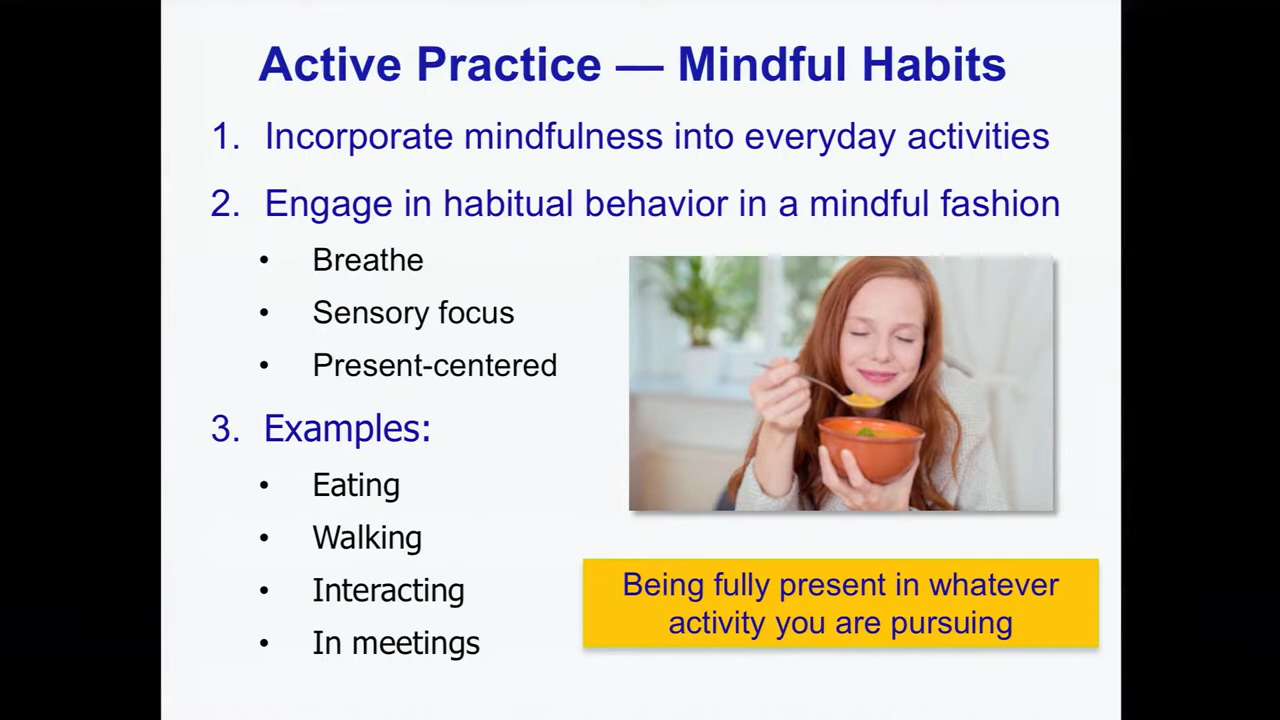 Active Practice — Mindful Habits
1. Incorporate mindfulness into everyday activities
2. Engage in habitual behavior in a mindful fashion
• Breathe
• Sensory focus
• Present-centered
3. Examples:
• Eating
• Walking
• Interacting
• In meetings
Being fully present in whatever
activity you are pursuing